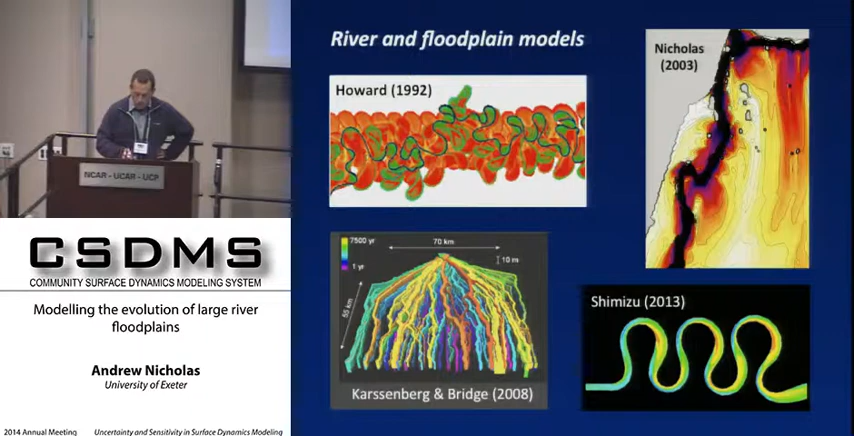 River and floodplain models
Howard (1992)
Nicholas
(2003)
7500 yr
1 yr
70 km
10 m
55 km
Karssenberg & Bridge (2008)
Shimizu (2013)
NCAR - UCAR - UCP
CSDMS
COMMUNITY SURFACE DYNAMICS MODELING SYSTEM
Modelling the evolution of large river
floodplains
Andrew Nicholas
University of Exeter
2014 Annual Meeting
Uncertainty and Sensitivity in Surface Dynamics Modeling